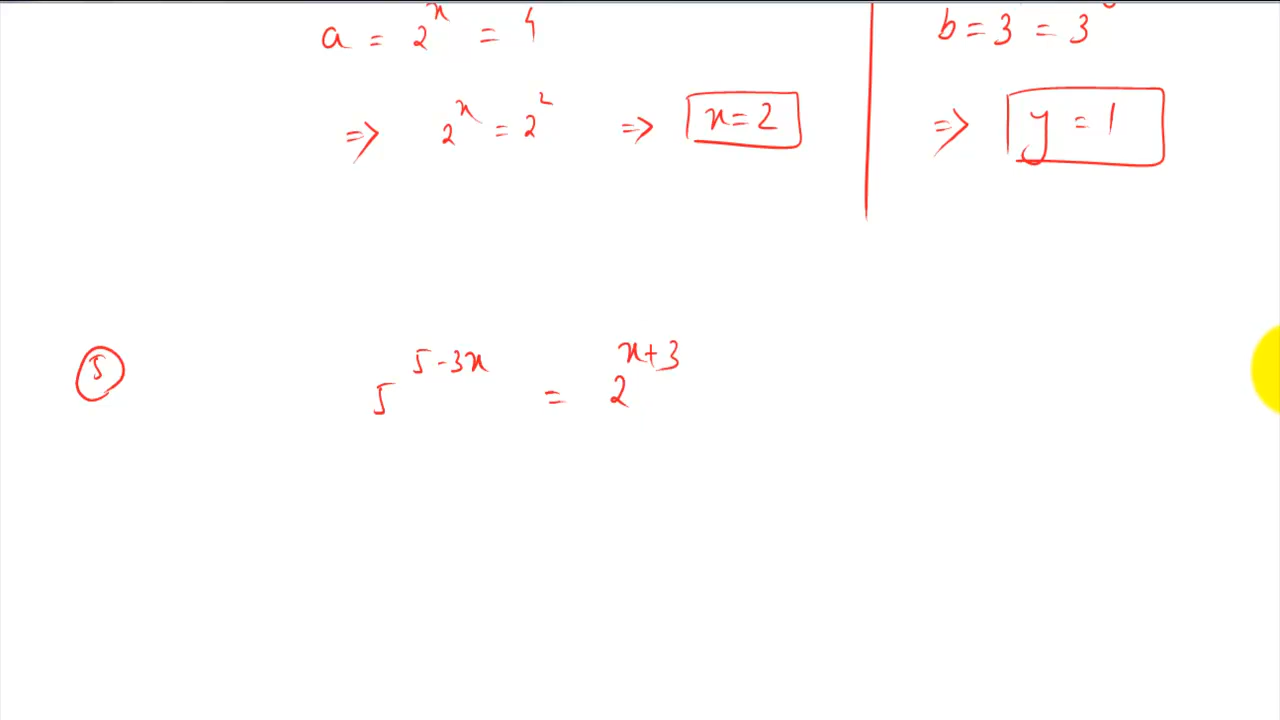 a = 2^x = 4
b = 3 = 3
⇒ 2^x = 2^2 ⇒ x = 2
⇒ y = 1
5
5^{5-3x} = 2^{x+3}